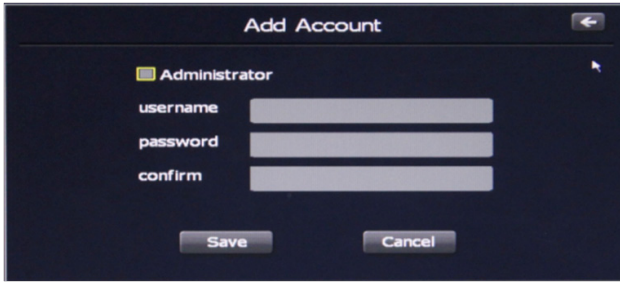 Add Account
Administrator
username
password
confirm
Save Cancel